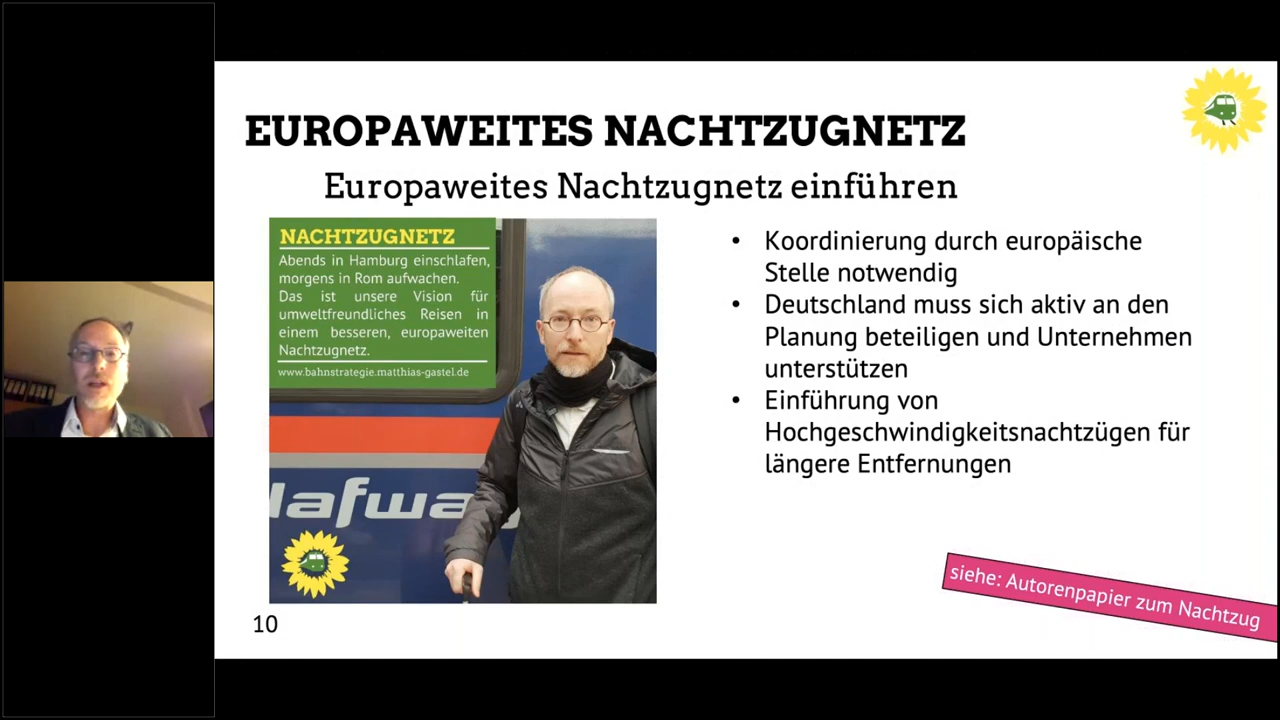 EUROPAWEITES NACHTZUGNETZ
Europaweites Nachtzugnetz einführen
NACHTZUGNETZ
Abends in Hamburg einschlafen,
morgens in Rom aufwachen.
Das ist unsere Vision für
umweltfreundliches Reisen in
einem besseren, europaweiten
Nachtzugnetz.
www.bahnstrategie.matthias-gastel.de
lafwa
• Koordinierung durch europäische
Stelle notwendig
• Deutschland muss sich aktiv an den
Planung beteiligen und Unternehmen
unterstützen
• Einführung von
Hochgeschwindigkeitsnachtzügen für
längere Entfernungen
siehe: Autorenpapier zum Nachtzug
10